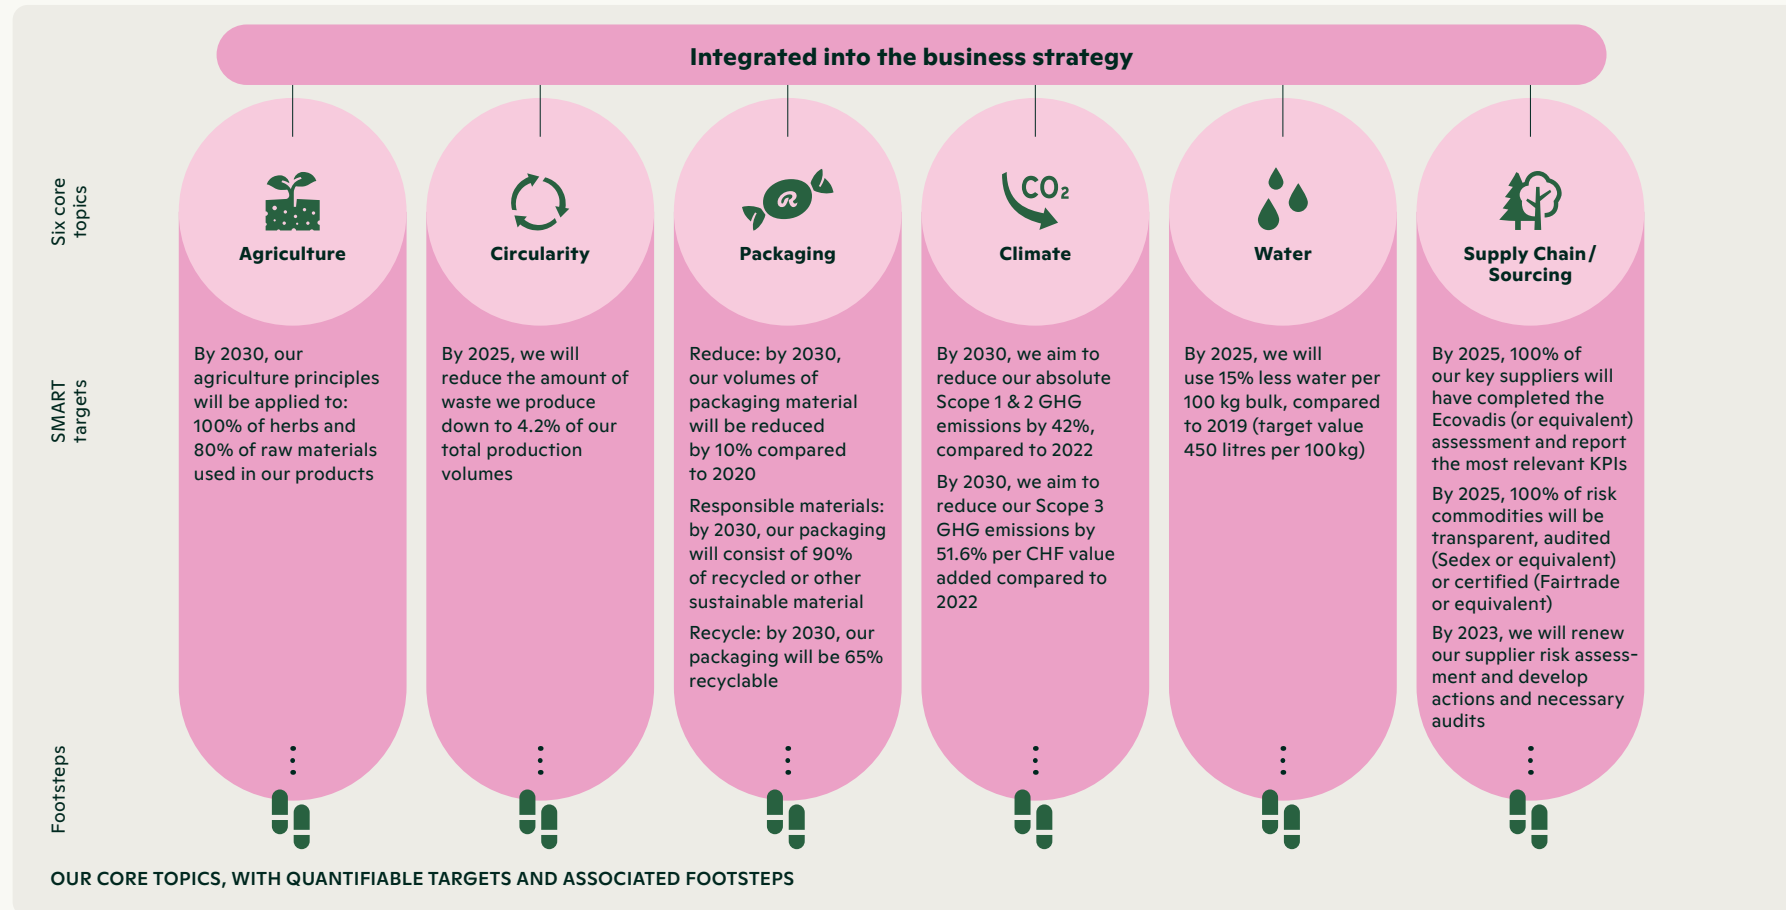 Integrated into the business strategy
Six core
topics
Agriculture
Circularity
Packaging
CO₂
Climate
Water
Supply Chain/
Sourcing
SMART
targets
By 2030, our
agriculture principles
will be applied to:
100% of herbs and
80% of raw materials
used in our products
By 2025, we will
reduce the amount of
waste we produce
down to 4.2% of our
total production
volumes
Reduce: by 2030,
our volumes of
packaging material
will be reduced
by 10% compared
to 2020
Responsible materials:
by 2030, our packaging
will consist of 90%
of recycled or other
sustainable material
Recycle: by 2030, our
packaging will be 65%
recyclable
By 2030, we aim to
reduce our absolute
Scope 1 & 2 GHG
emissions by 42%,
compared to 2022
By 2030, we aim to
reduce our Scope 3
GHG emissions by
51.6% per CHF value
added compared to
2022
By 2025, we will
use 15% less water per
100 kg bulk, compared
to 2019 (target value
450 litres per 100 kg)
By 2025, 100% of
our key suppliers will
have completed the
Ecovadis (or equivalent)
assessment and report
the most relevant KPIs
By 2025, 100% of risk
commodities will be
transparent, audited
(Sedex or equivalent)
or certified (Fairtrade
or equivalent)
By 2023, we will renew
our supplier risk assess-
ment and develop
actions and necessary
audits
Footsteps
OUR CORE TOPICS, WITH QUANTIFIABLE TARGETS AND ASSOCIATED FOOTSTEPS